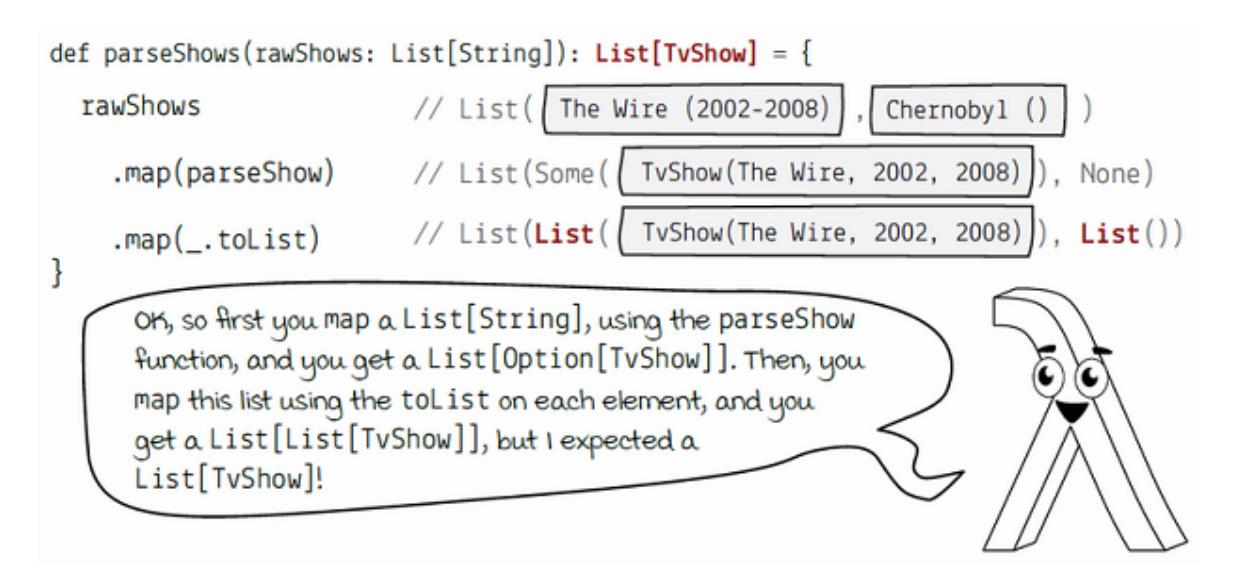 def parseShows(rawShows: List[String]): List[TvShow] = {
rawShows // List( The Wire (2002-2008) , Chernobyl () )
.map(parseShow) // List(Some( TvShow(The Wire, 2002, 2008) ), None)
.map(_.toList) // List(List( TvShow(The Wire, 2002, 2008) ), List())
}
OK, so first you map a List[String], using the parseShow
function, and you get a List[Option[TvShow]]. Then, you
map this list using the toList on each element, and you
get a List[List[TvShow]], but I expected a
List[TvShow]!